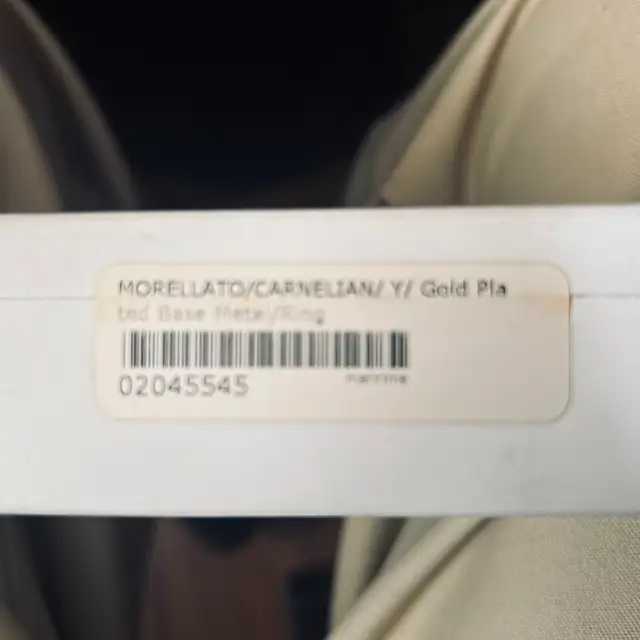 MORELLATO/CARNELIAN/ Y/ Gold Pla
ted Base Metal/Ring
02045545